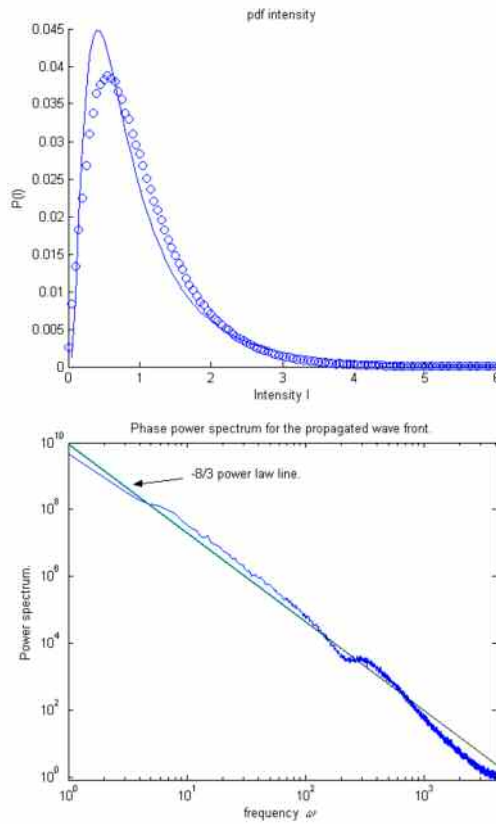 pdf intensity
0.045
0.04
0.035
0.03
0.025
0.02
0.015
0.01
0.005
0
P(I)
0 1 2 3 4 5 6
Intensity I
Phase power spectrum for the propagated wave front.
-8/3 power law line.
10^10
10^8
10^6
10^4
10^2
10^0
Power spectrum.
10^0 10^1 10^2 10^3
frequency ω